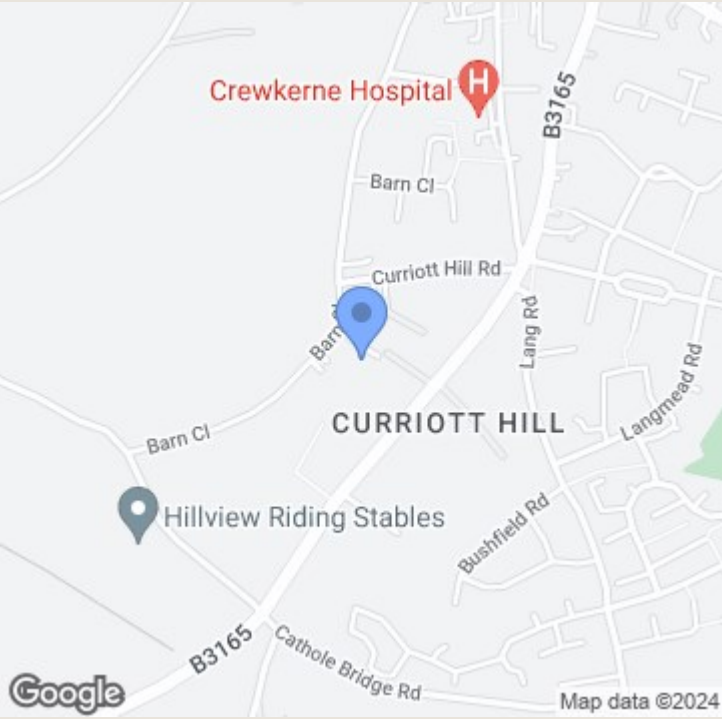 Crewkerne Hospital
H
B3165
Barn Cl
Curriott Hill Rd
Barn
Lang Rd
Langmead Rd
CURRIOTT HILL
Barn Cl
Hillview Riding Stables
Bushfield Rd
B3165
Cathole Bridge Rd
Google
Map data ©2024